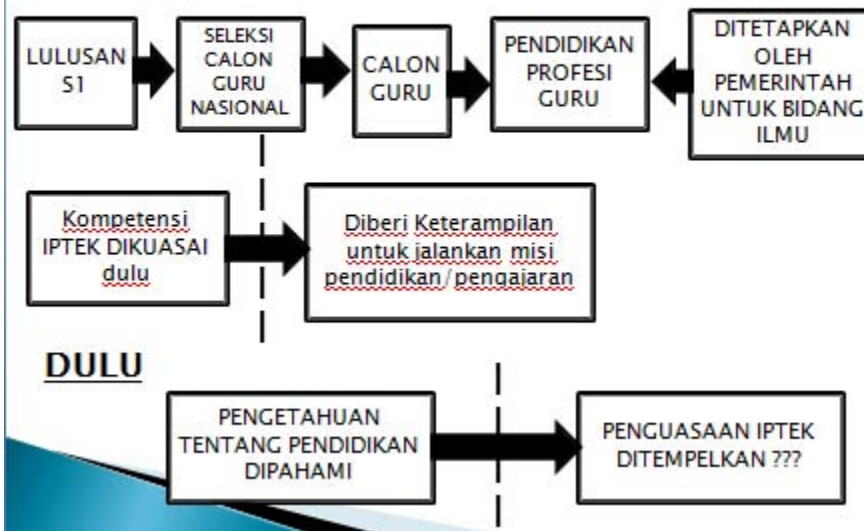 LULUSAN
S1
SELEKSI
CALON
GURU
NASIONAL
CALON
GURU
PENDIDIKAN
PROFESI
GURU
DITETAPKAN
OLEH
PEMERINTAH
UNTUK BIDANG
ILMU
Kompetensi
IPTEK DIKUASAI
dulu
Diberi Keterampilan
untuk jalankan misi
pendidikan/pengajaran
DULU
PENGETAHUAN
TENTANG PENDIDIKAN
DIPAHAMI
PENGUASAAN IPTEK
DITEMPELKAN ???